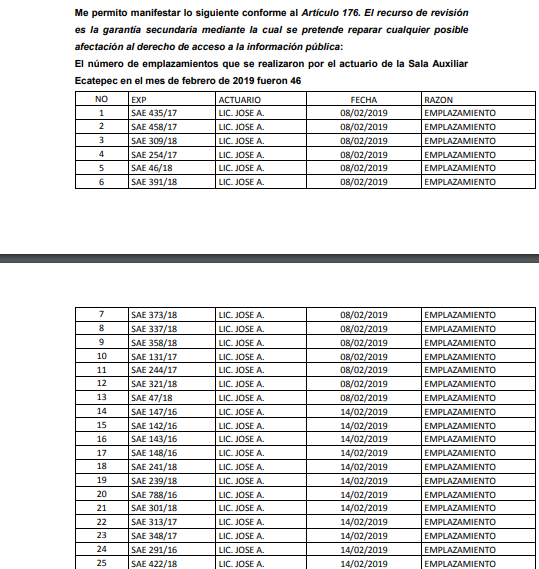 Me permito manifestar lo siguiente conforme al Artículo 176. El recurso de revisión
es la garantía secundaria mediante la cual se pretende reparar cualquier posible
afectación al derecho de acceso a la información pública:
El número de emplazamientos que se realizaron por el actuario de la Sala Auxiliar
Ecatepec en el mes de febrero de 2019 fueron 46
NO EXP ACTUARIO FECHA RAZON
1 SAE 435/17 LIC. JOSE A. 08/02/2019 EMPLAZAMIENTO
2 SAE 458/17 LIC. JOSE A. 08/02/2019 EMPLAZAMIENTO
3 SAE 309/18 LIC. JOSE A. 08/02/2019 EMPLAZAMIENTO
4 SAE 254/17 LIC. JOSE A. 08/02/2019 EMPLAZAMIENTO
5 SAE 46/18 LIC. JOSE A. 08/02/2019 EMPLAZAMIENTO
6 SAE 391/18 LIC. JOSE A. 08/02/2019 EMPLAZAMIENTO
7 SAE 373/18 LIC. JOSE A. 08/02/2019 EMPLAZAMIENTO
8 SAE 337/18 LIC. JOSE A. 08/02/2019 EMPLAZAMIENTO
9 SAE 358/18 LIC. JOSE A. 08/02/2019 EMPLAZAMIENTO
10 SAE 131/17 LIC. JOSE A. 08/02/2019 EMPLAZAMIENTO
11 SAE 244/17 LIC. JOSE A. 08/02/2019 EMPLAZAMIENTO
12 SAE 321/18 LIC. JOSE A. 08/02/2019 EMPLAZAMIENTO
13 SAE 47/18 LIC. JOSE A. 08/02/2019 EMPLAZAMIENTO
14 SAE 147/16 LIC. JOSE A. 14/02/2019 EMPLAZAMIENTO
15 SAE 142/16 LIC. JOSE A. 14/02/2019 EMPLAZAMIENTO
16 SAE 143/16 LIC. JOSE A. 14/02/2019 EMPLAZAMIENTO
17 SAE 148/16 LIC. JOSE A. 14/02/2019 EMPLAZAMIENTO
18 SAE 241/18 LIC. JOSE A. 14/02/2019 EMPLAZAMIENTO
19 SAE 239/18 LIC. JOSE A. 14/02/2019 EMPLAZAMIENTO
20 SAE 788/16 LIC. JOSE A. 14/02/2019 EMPLAZAMIENTO
21 SAE 301/18 LIC. JOSE A. 14/02/2019 EMPLAZAMIENTO
22 SAE 313/17 LIC. JOSE A. 14/02/2019 EMPLAZAMIENTO
23 SAE 348/17 LIC. JOSE A. 14/02/2019 EMPLAZAMIENTO
24 SAE 291/16 LIC. JOSE A. 14/02/2019 EMPLAZAMIENTO
25 SAE 422/18 LIC. JOSE A. 14/02/2019 EMPLAZAMIENTO